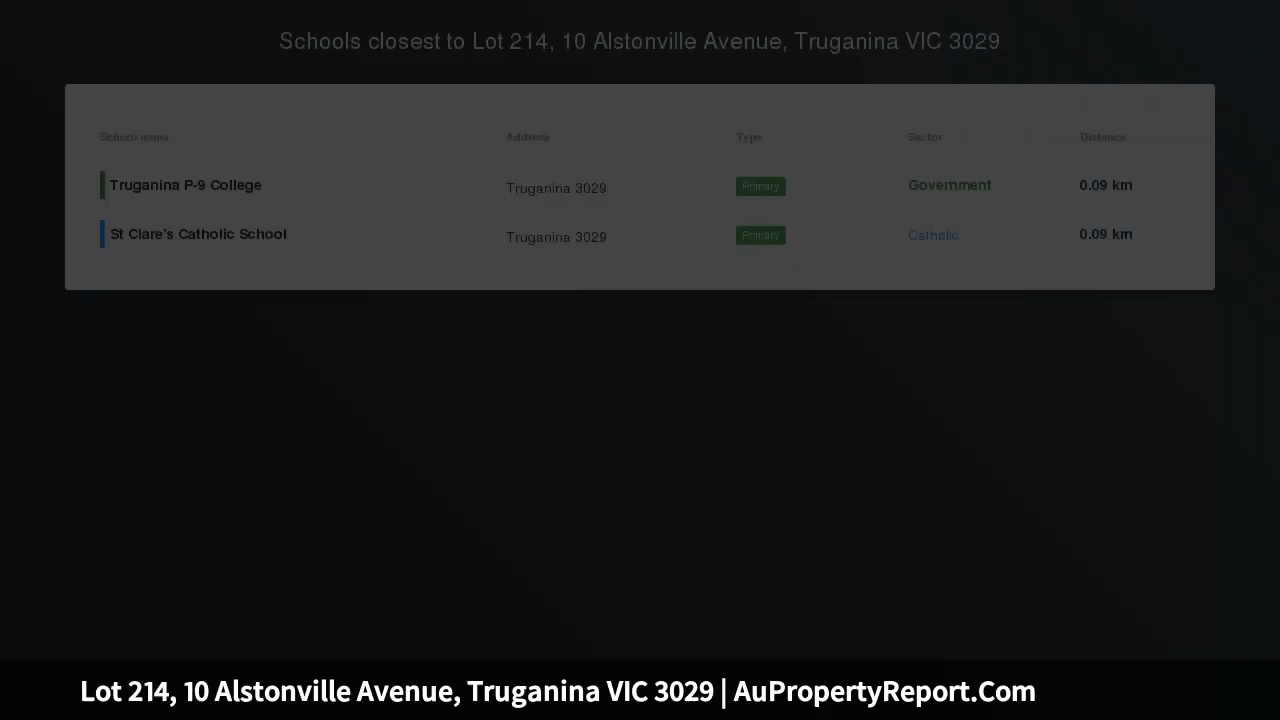 Schools closest to Lot 214, 10 Alstonville Avenue, Truganina VIC 3029
School name Address Type Sector Distance
Truganina P-9 College Truganina 3029 Primary Government 0.09 km
St Clare's Catholic School Truganina 3029 Primary Catholic 0.09 km
Lot 214, 10 Alstonville Avenue, Truganina VIC 3029 | AuPropertyReport.Com